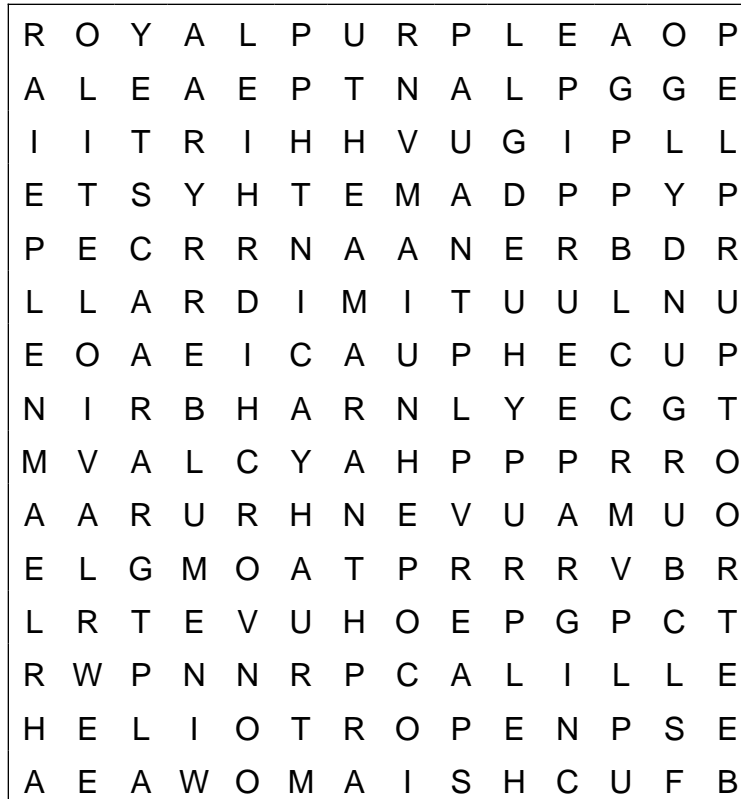 R O Y A L P U R P L E A O P
A L E A E P T N A L P G G E
I I T R I H H V U G I P L L
E T S Y H T E M A D P P Y P
P E C R R N A A N E R B D R
L L A R D I M I T U U L N U
E O A E I C A U P H E C U P
N I R B H A R N L Y E C G T
M V A L C Y A H P P P R R O
A A R U R H N E V U A M U O
E L G M O A T P R R R V B R
L R T E V U H O E P G P C T
R W P N N R P C A L I L L E
H E L I O T R O P E N P S E
A E A W O M A I S H C U F B